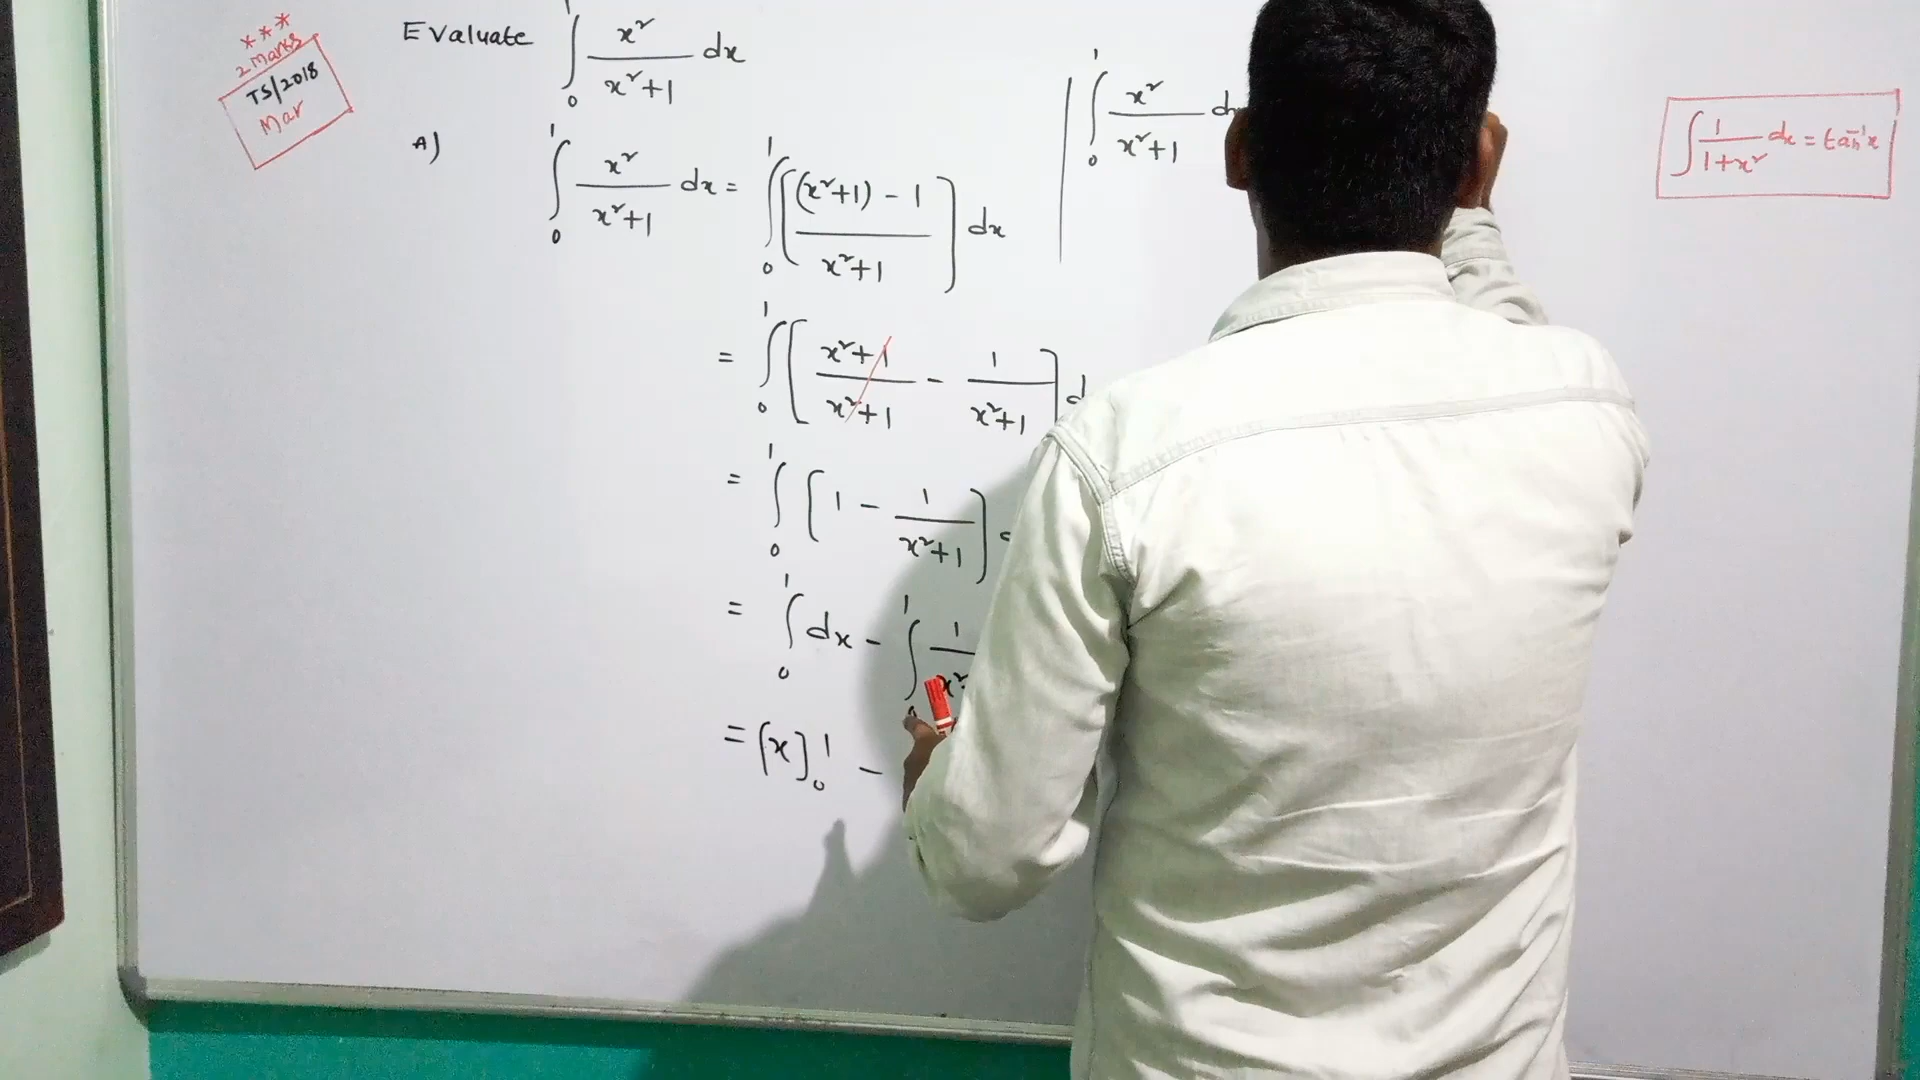 ***
2 Marks
TS/2018
Mar
Evaluate ∫₀¹ x²/(x²+1) dx
A) ∫₀¹ x²/(x²+1) dx = ∫₀¹ [((x²+1) - 1)/(x²+1)] dx
= ∫₀¹ [(x²+1)/(x²+1) - 1/(x²+1)] d
= ∫₀¹ [1 - 1/(x²+1)]
= ∫₀¹ dx - ∫ ¹ 1/x²
= [x]₀¹ -
∫₀¹ x²/(x²+1) dx
∫ 1/(1+x²) dx = tan⁻¹x